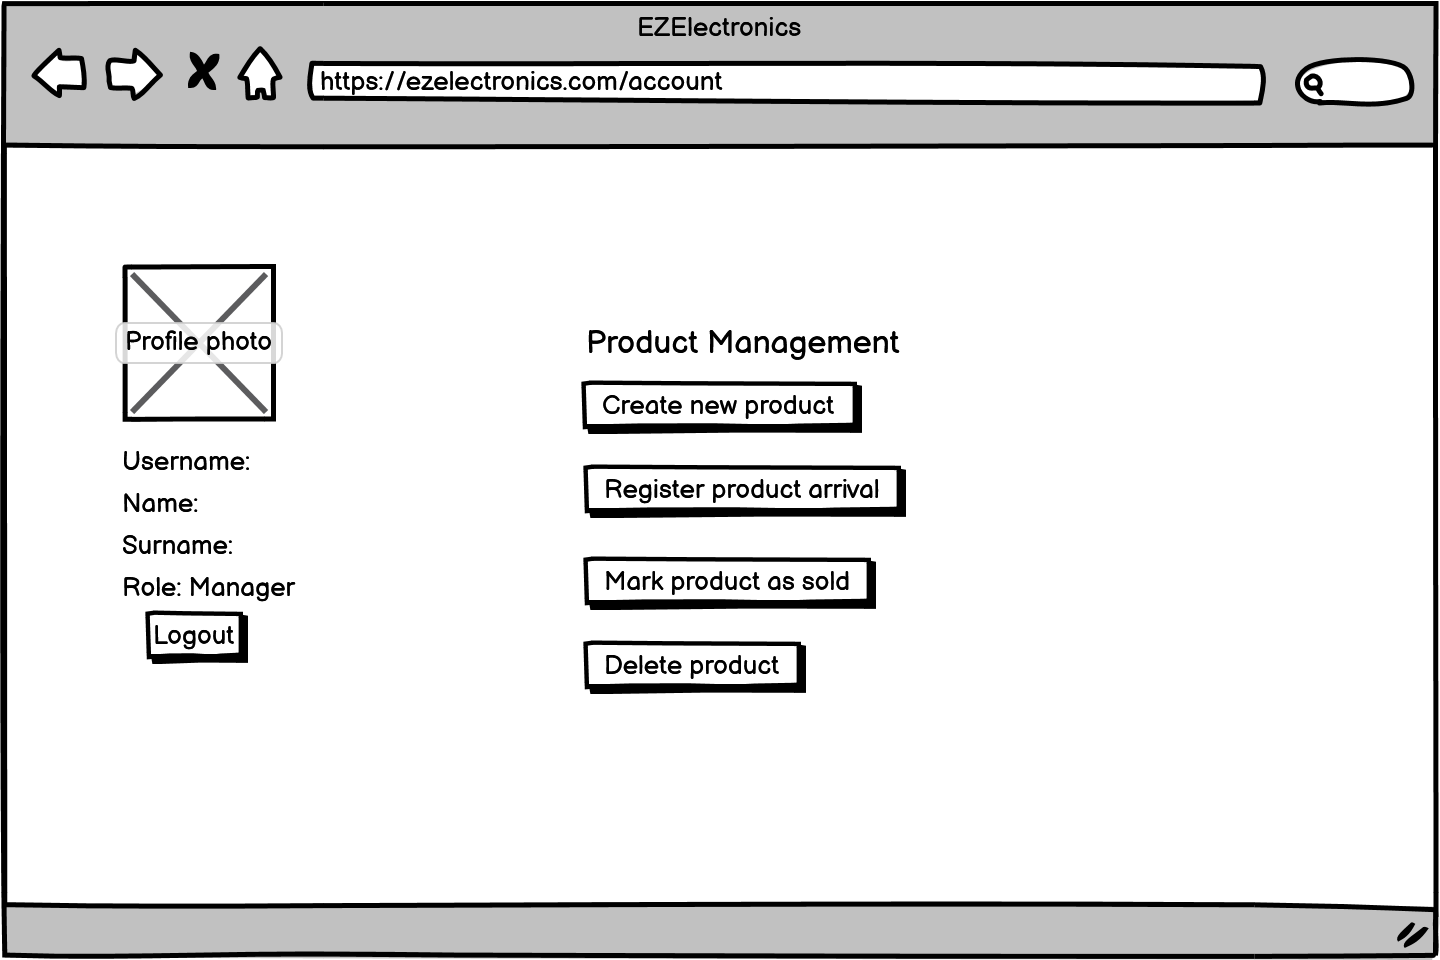 EZElectronics
https://ezelectronics.com/account
Profile photo
Username:
Name:
Surname:
Role: Manager
Logout
Product Management
Create new product
Register product arrival
Mark product as sold
Delete product